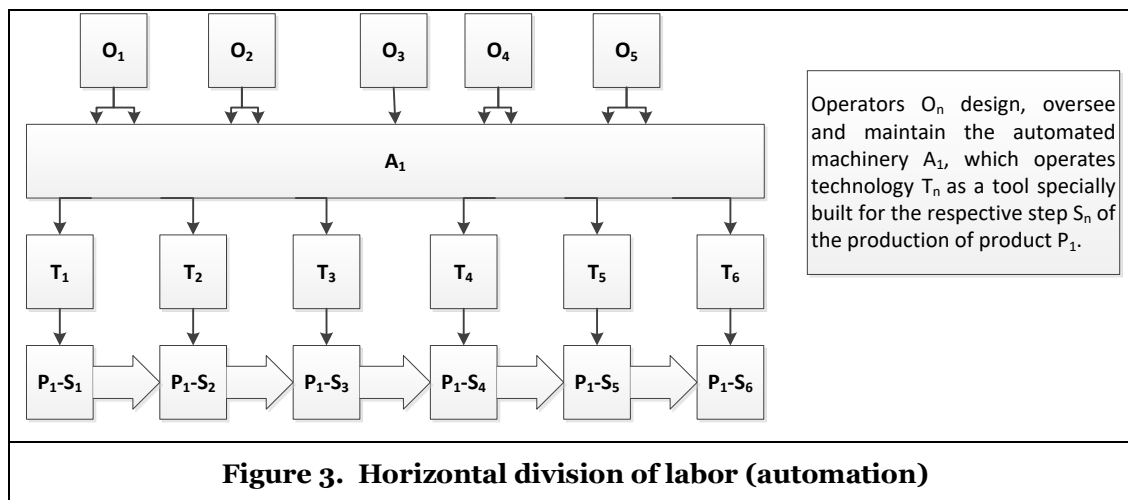 O₁ O₂ O₃ O₄ O₅
Operators Oₙ design, oversee
and maintain the automated
machinery A₁, which operates
technology Tₙ as a tool specially
built for the respective step Sₙ of
the production of product P₁.
A₁
T₁ T₂ T₃ T₄ T₅ T₆
P₁-S₁ P₁-S₂ P₁-S₃ P₁-S₄ P₁-S₅ P₁-S₆
Figure 3. Horizontal division of labor (automation)